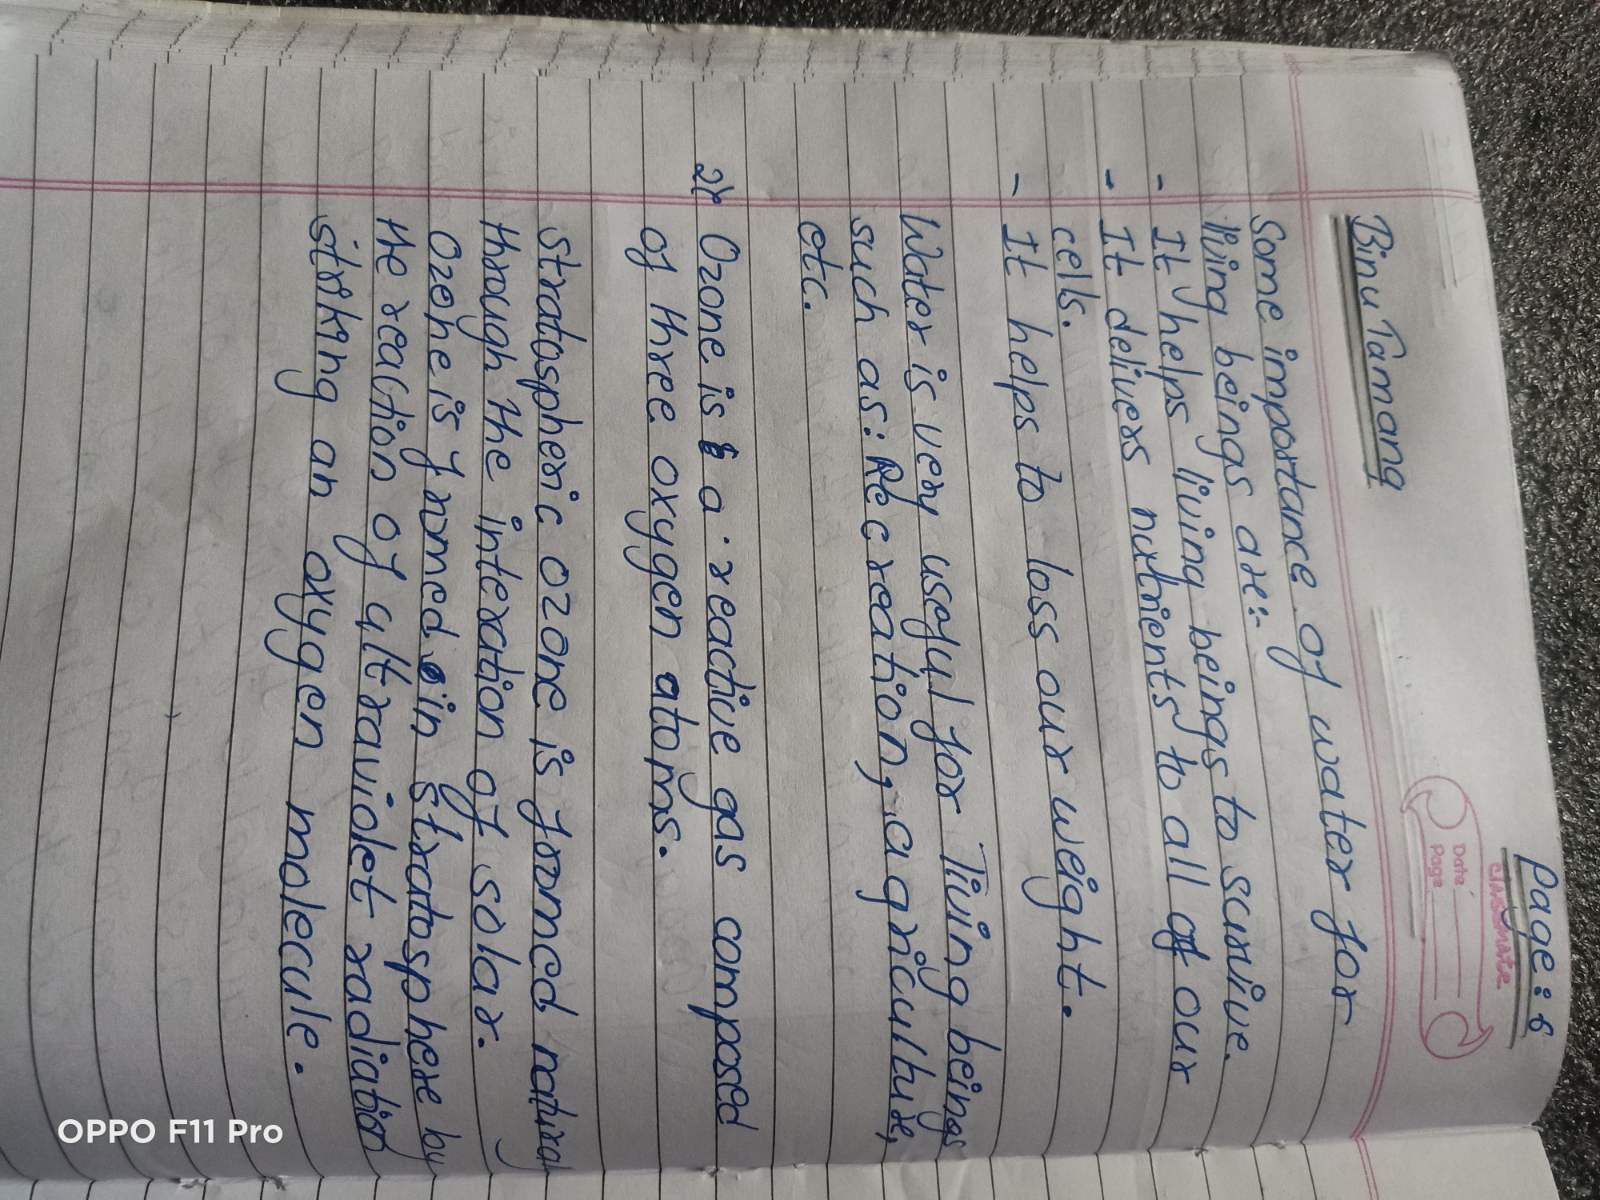 Page: 6
classmate
Date
Page
Binu Tamang
Some importance of water for
living beings are:-
- It helps living beings to survive.
- It delivers nutrients to all of our
cells.
- It helps to loss our weight.
Water is very useful for living beings
such as: Recreation, agriculture,
etc.
Ozone is a reactive gas composed
of three oxygen atoms.
Stratospheric ozone is formed natural
through the interation of solar.
Ozone is formed in stratosphere by
the reaction of ultraviolet radiation
striking an oxygen molecule.
OPPO F11 Pro